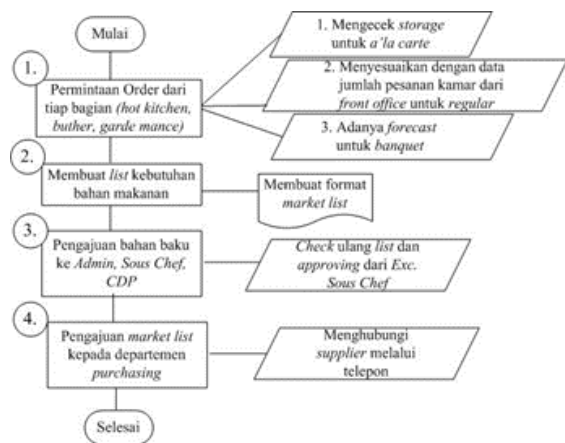 Mulai
1.
Permintaan Order dari
tiap bagian (hot kitchen,
buther, garde mance)
1. Mengecek storage
untuk a'la carte
2. Menyesuaikan dengan data
jumlah pesanan kamar dari
front office untuk regular
3. Adanya forecast
untuk banquet
2.
Membuat list kebutuhan
bahan makanan
Membuat format
market list
3.
Pengajuan bahan baku
ke Admin, Sous Chef,
CDP
Check ulang list dan
approving dari Exc.
Sous Chef
4.
Pengajuan market list
kepada departemen
purchasing
Menghubungi
supplier melalui
telepon
Selesai